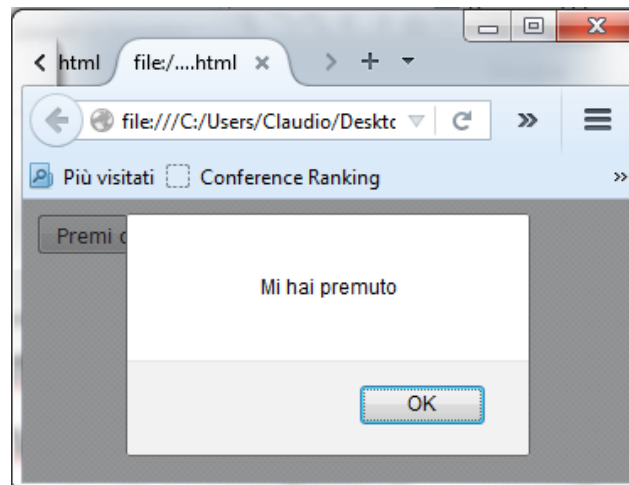 html file:/....html
file:///C:/Users/Claudio/Deskto
Più visitati Conference Ranking
Premi
Mi hai premuto
OK